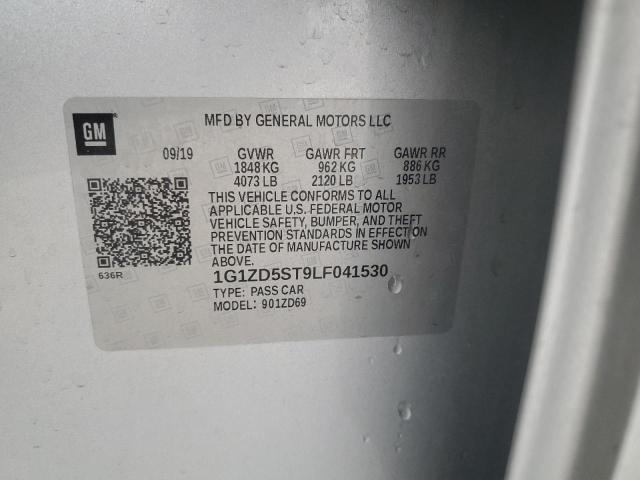 GM
MFD BY GENERAL MOTORS LLC
09/19 GVWR GAWR FRT GAWR RR
1848 KG 962 KG 886 KG
4073 LB 2120 LB 1953 LB
THIS VEHICLE CONFORMS TO ALL
APPLICABLE U.S. FEDERAL MOTOR
VEHICLE SAFETY, BUMPER, AND THEFT
PREVENTION STANDARDS IN EFFECT ON
THE DATE OF MANUFACTURE SHOWN
ABOVE.
636R
1G1ZD5ST9LF041530
TYPE: PASS CAR
MODEL: 901ZD69